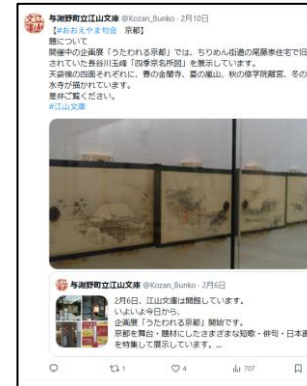 与謝野町立江山文庫 @Kozan_Bunko・2月10日
【#おおえやま句会 京都】
題について
開催中の企画展「うたわれる京都」では、ちりめん街道の尾藤家住宅で旧
されていた長谷川玉峰「四季京名所図」を展示しています。
天袋襖の四面それぞれに、春の金閣寺、夏の嵐山、秋の修学院離宮、冬の
水寺が描かれています。
是非ご覧ください。
#江山文庫
与謝野町立江山文庫 @Kozan_Bunko・2月6日
2月6日、江山文庫は開館しています。
いよいよ今日から、
企画展「うたわれる京都」開始です。
京都を舞台・題材にしたさまざまな短歌・俳句・日本画
を特集して展示しています。...
1
4
707